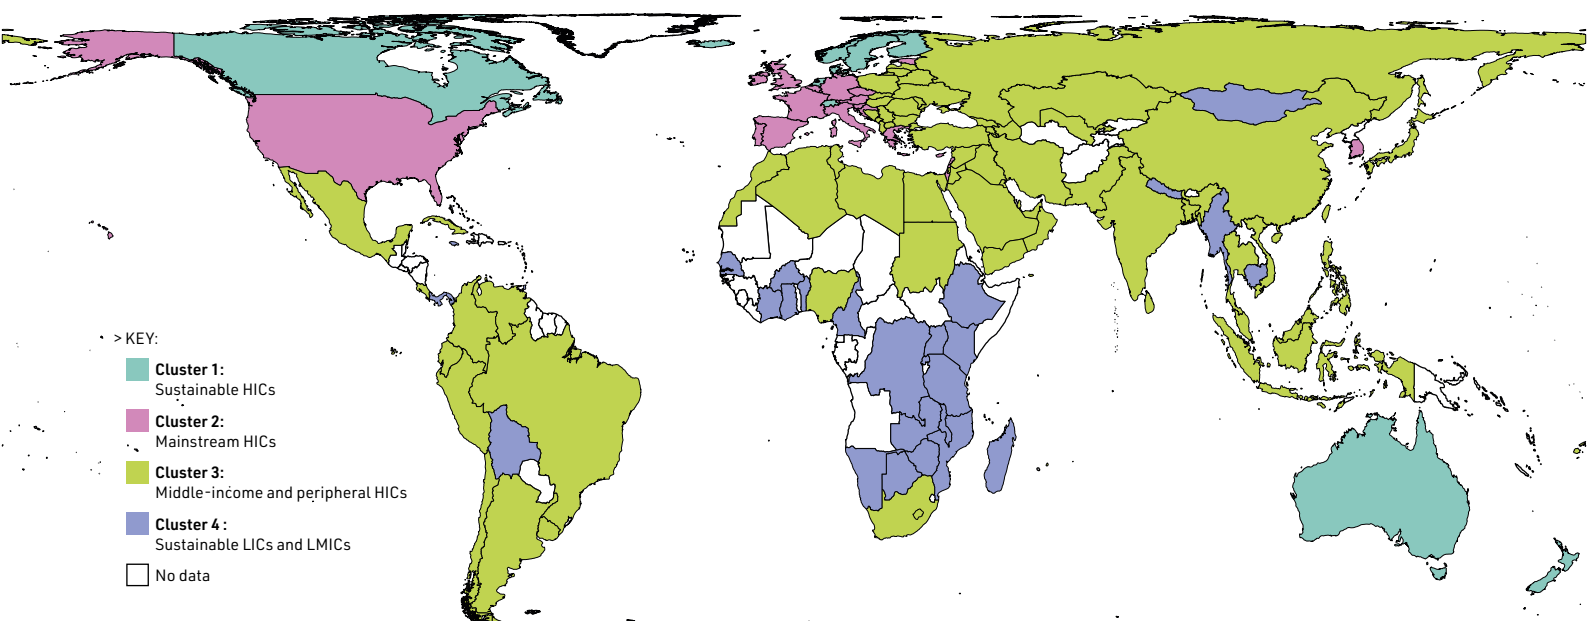 > KEY:
Cluster 1:
Sustainable HICs
Cluster 2:
Mainstream HICs
Cluster 3:
Middle-income and peripheral HICs
Cluster 4 :
Sustainable LICs and LMICs
No data